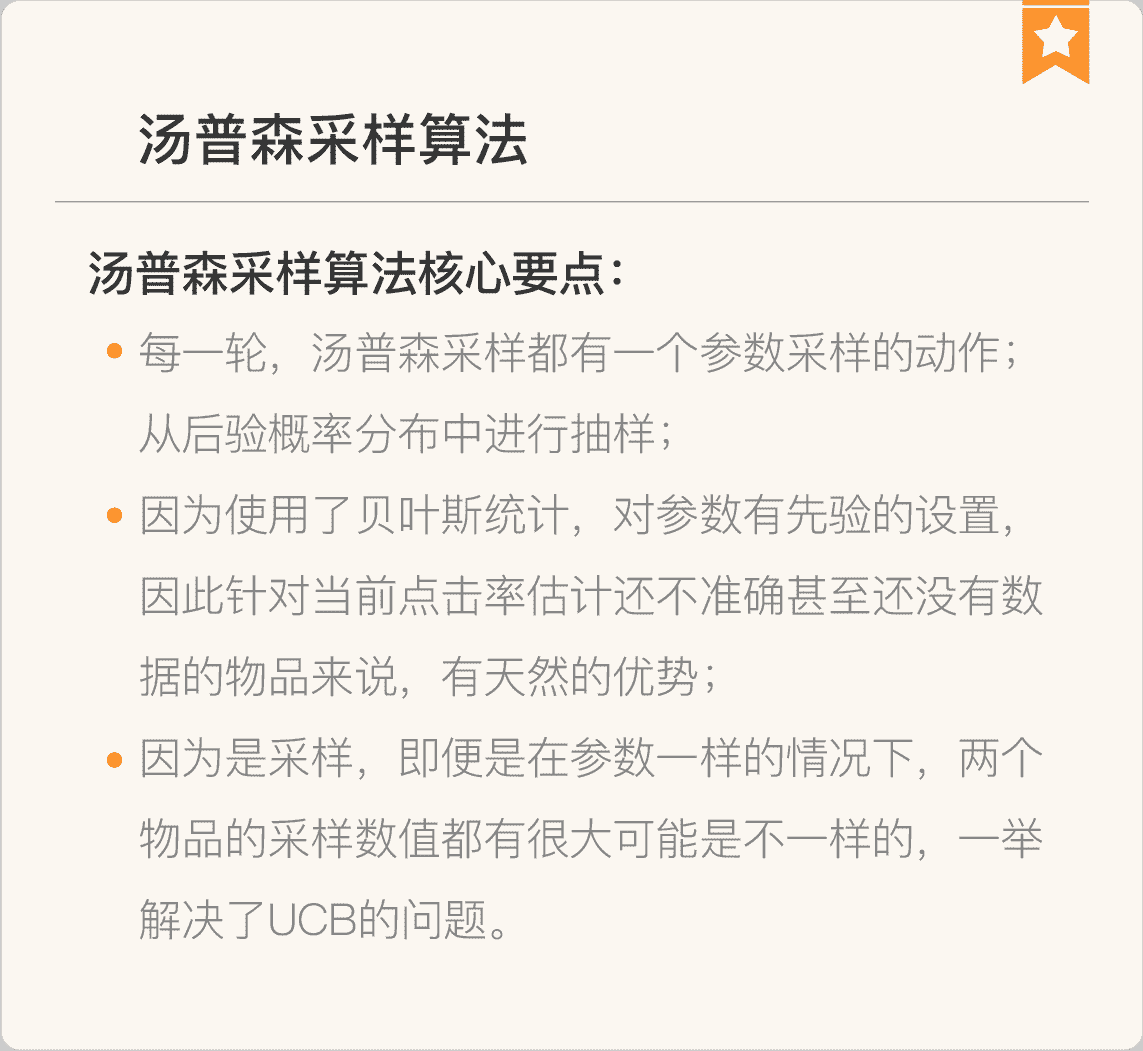 汤普森采样算法
汤普森采样算法核心要点：
每一轮，汤普森采样都有一个参数采样的动作；
从后验概率分布中进行抽样；
因为使用了贝叶斯统计，对参数有先验的设置，
因此针对当前点击率估计还不准确甚至还没有数
据的物品来说，有天然的优势；
因为是采样，即便是在参数一样的情况下，两个
物品的采样数值都有很大可能是不一样的，一举
解决了UCB的问题。